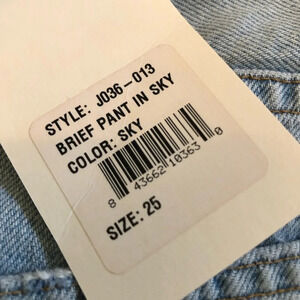 STYLE: J036-013
BRIEF PANT IN SKY
COLOR: SKY
8 43662 10363 0
SIZE: 25